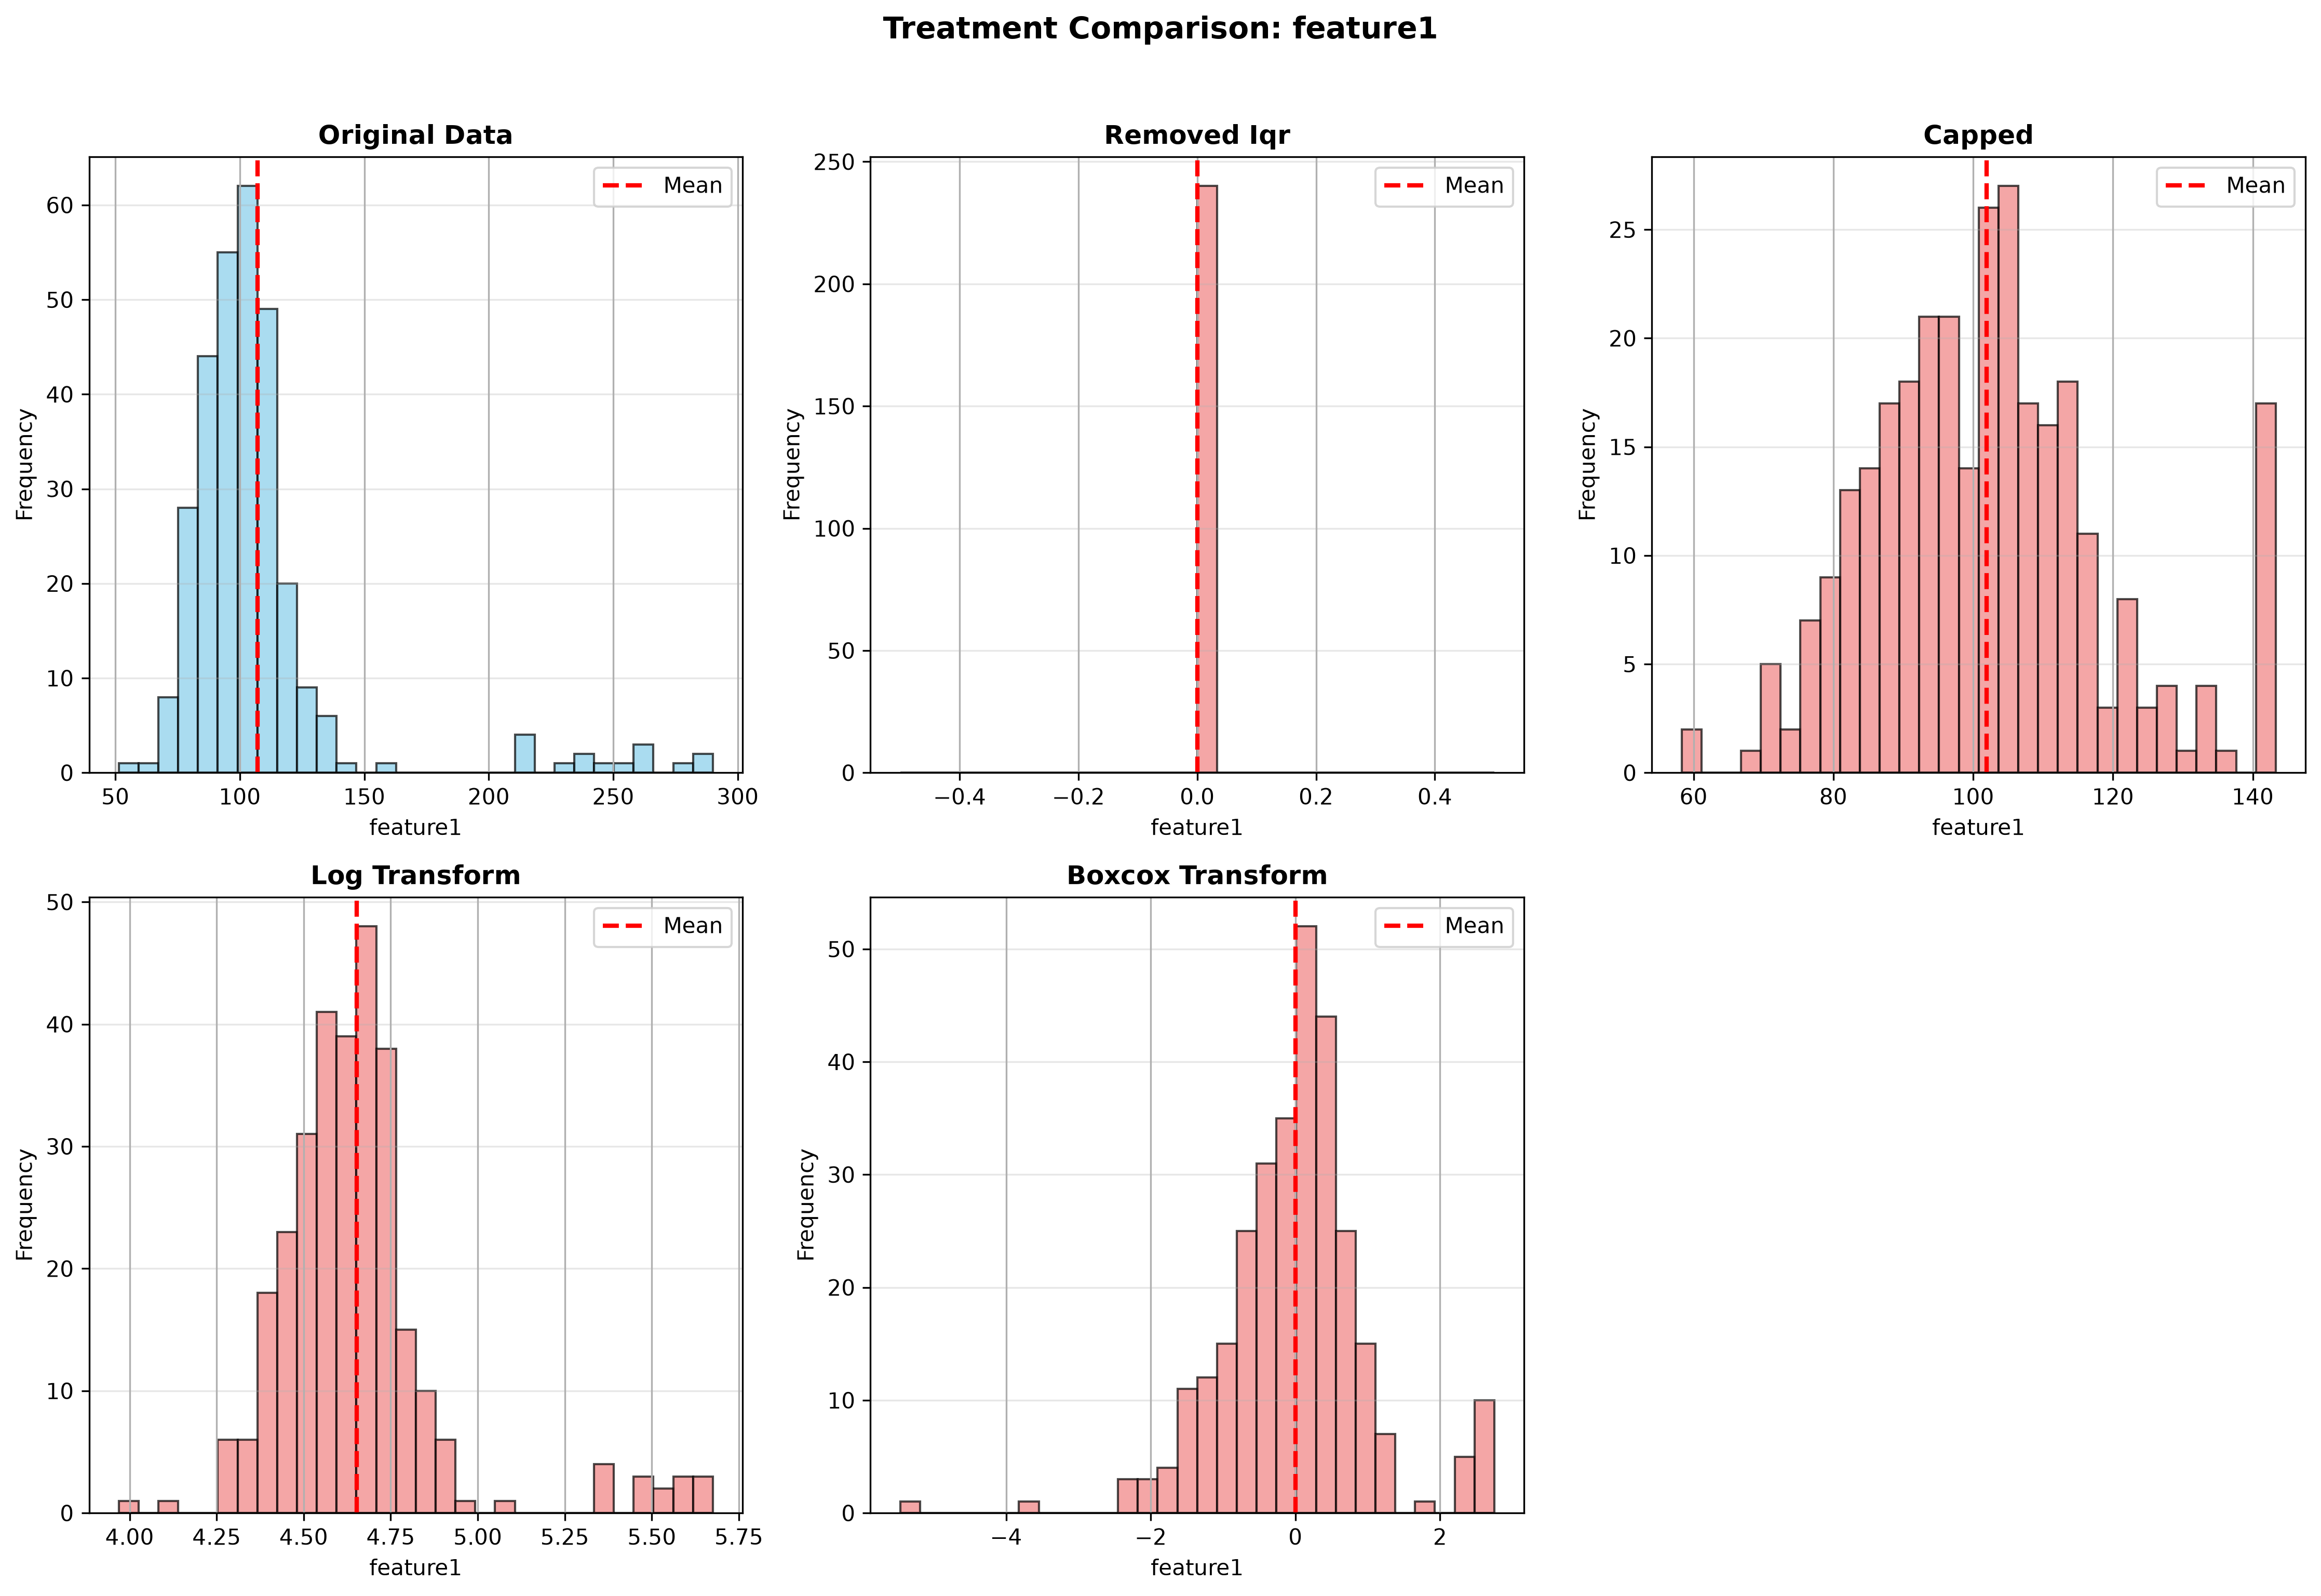 Treatment Comparison: feature1
Original Data
Mean
Frequency
60
50
40
30
20
10
0
50 100 150 200 250 300
feature1
Removed Iqr
Mean
Frequency
250
200
150
100
50
0
−0.4 −0.2 0.0 0.2 0.4
feature1
Capped
Mean
Frequency
25
20
15
10
5
0
60 80 100 120 140
feature1
Log Transform
Mean
Frequency
50
40
30
20
10
0
4.00 4.25 4.50 4.75 5.00 5.25 5.50 5.75
feature1
Boxcox Transform
Mean
Frequency
50
40
30
20
10
0
−4 −2 0 2
feature1